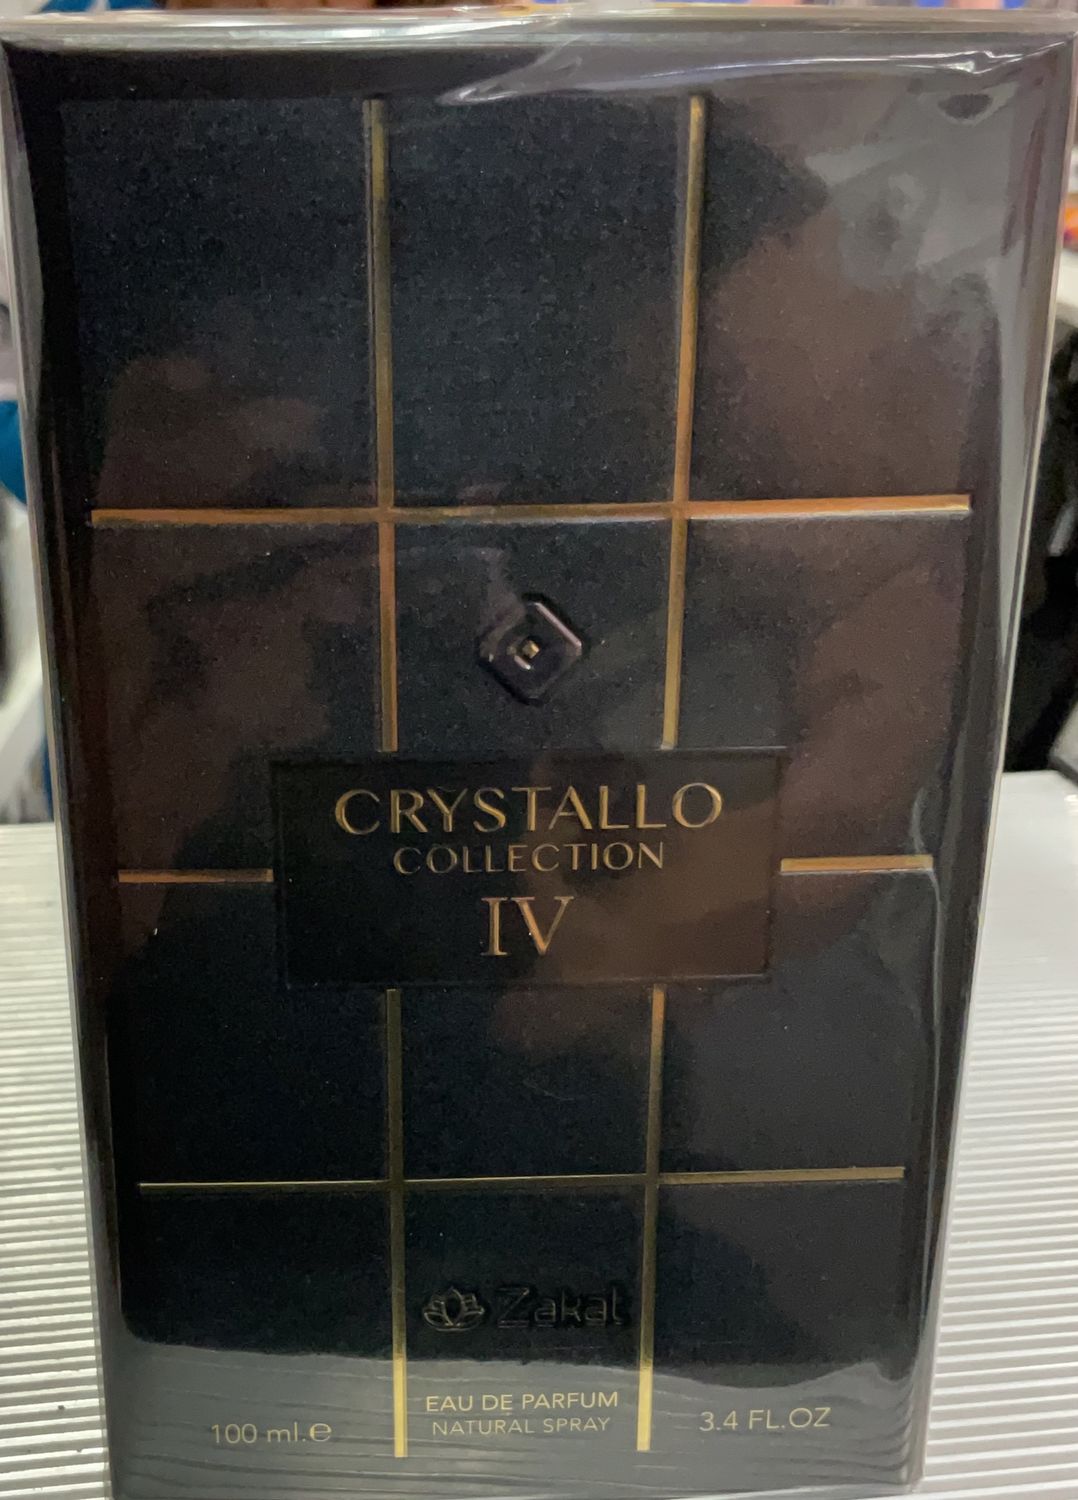 CRYSTALLO
COLLECTION
IV
Zakat
EAU DE PARFUM
NATURAL SPRAY
100 ml.e
3.4 FL.OZ